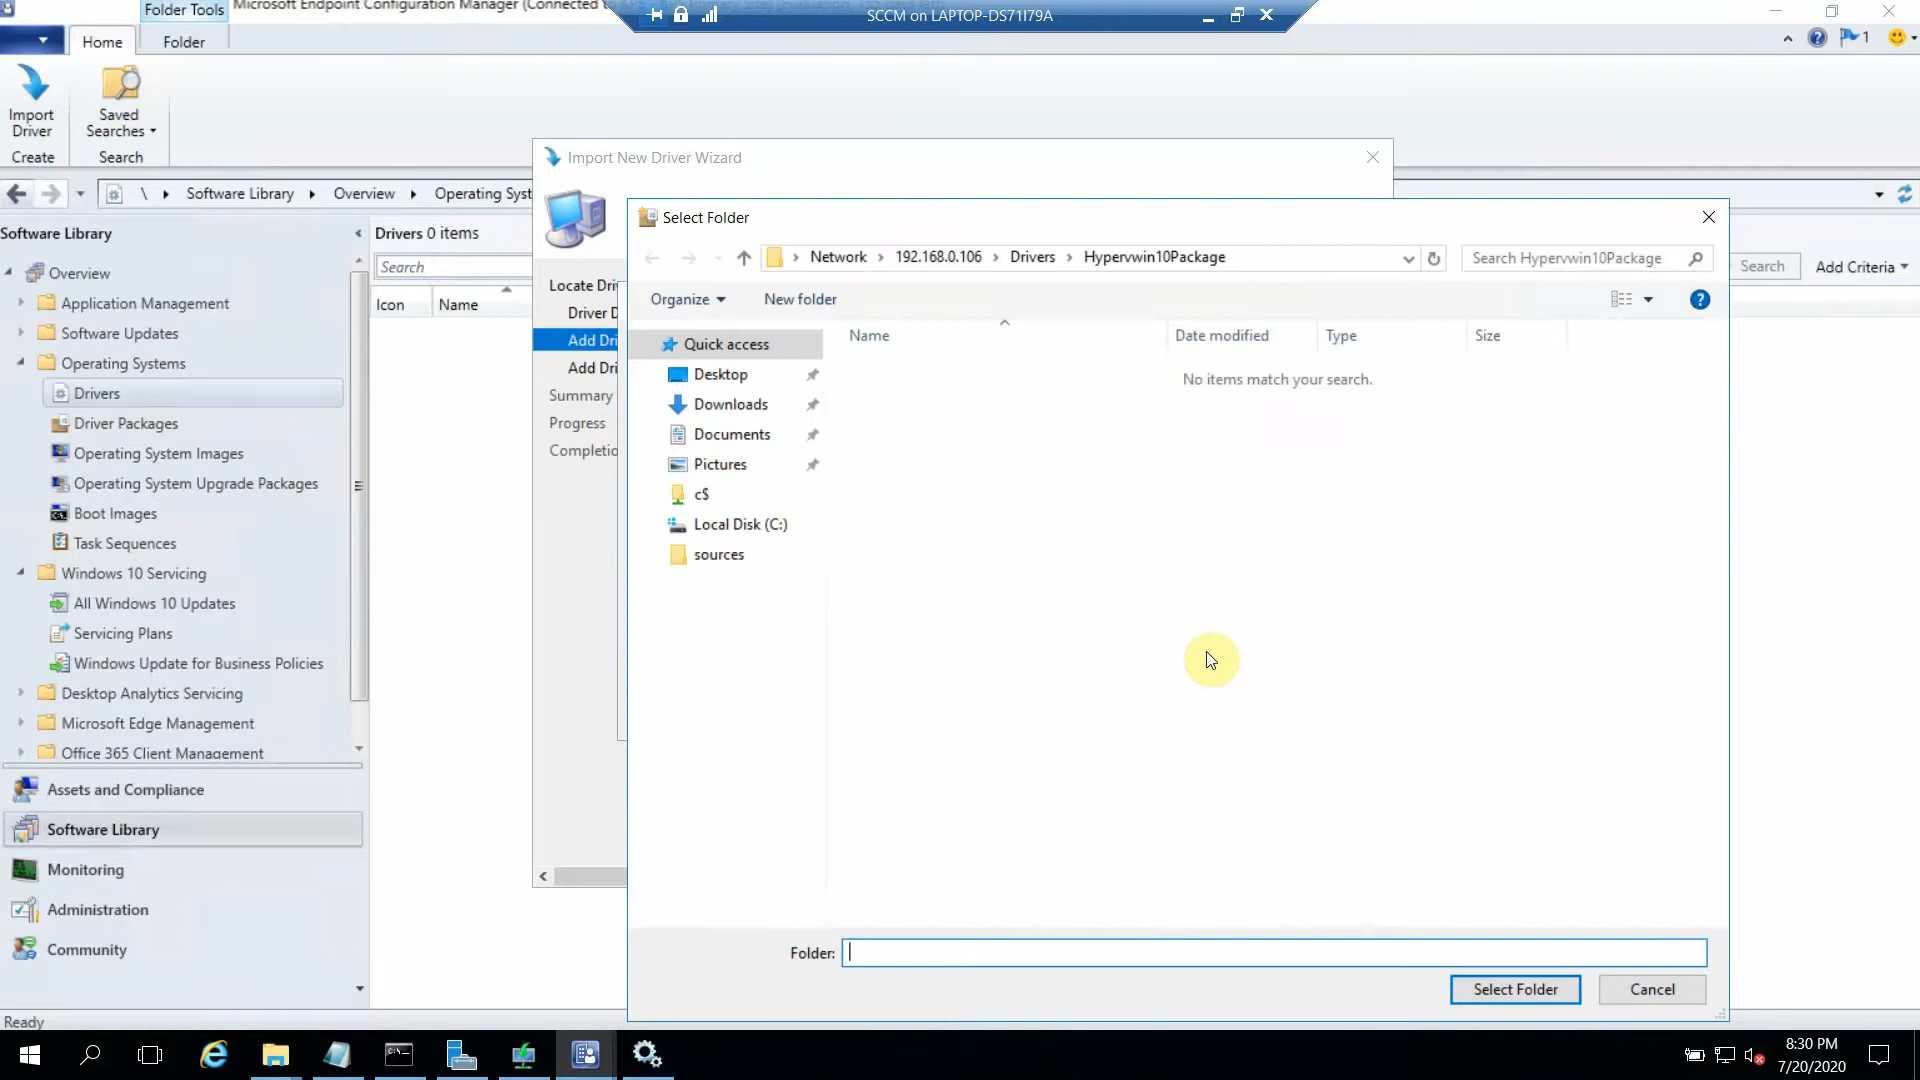 Folder Tools
Microsoft Endpoint Configuration Manager (Connected to
SCCM on LAPTOP-DS71I79A
Home
Folder
1
Import Driver
Saved Searches
Create
Search
\ Software Library Overview Operating Syst
Software Library
Overview
Application Management
Software Updates
Operating Systems
Drivers
Driver Packages
Operating System Images
Operating System Upgrade Packages
Boot Images
Task Sequences
Windows 10 Servicing
All Windows 10 Updates
Servicing Plans
Windows Update for Business Policies
Desktop Analytics Servicing
Microsoft Edge Management
Office 365 Client Management
Assets and Compliance
Software Library
Monitoring
Administration
Community
Ready
Drivers 0 items
Search
Search
Add Criteria
Icon
Name
Import New Driver Wizard
Locate Dri
Driver D
Add Dri
Add Dri
Summary
Progress
Completio
Select Folder
Network › 192.168.0.106 › Drivers › Hypervwin10Package
Search Hypervwin10Package
Organize
New folder
Quick access
Desktop
Downloads
Documents
Pictures
c$
Local Disk (C:)
sources
Name
Date modified
Type
Size
No items match your search.
Folder:
Select Folder
Cancel
8:30 PM
7/20/2020